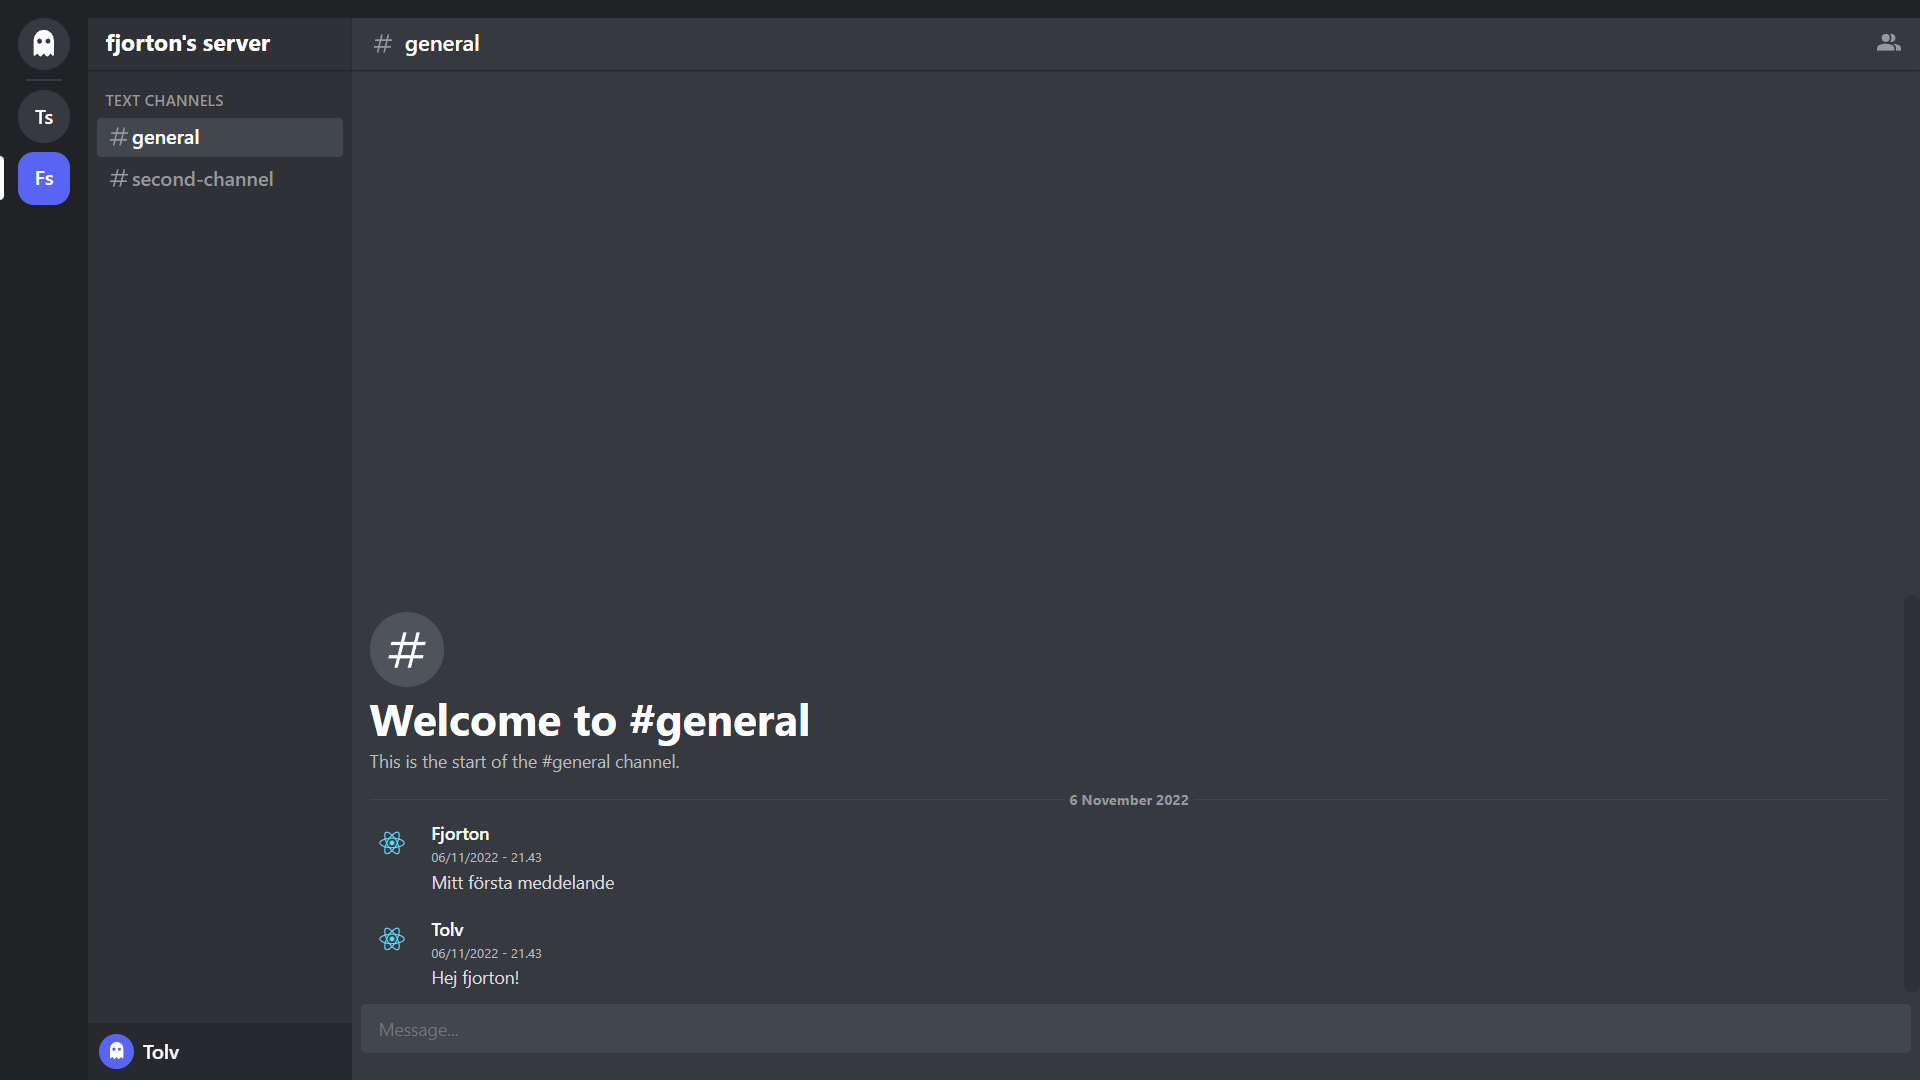 fjorton's server
# general
Ts
TEXT CHANNELS
# general
Fs
# second-channel
#
Welcome to #general
This is the start of the #general channel.
6 November 2022
Fjorton
06/11/2022 - 21.43
Mitt första meddelande
Tolv
06/11/2022 - 21.43
Hej fjorton!
Message...
Tolv